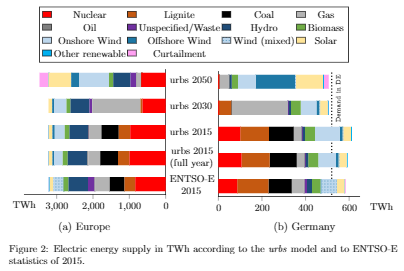 Nuclear Lignite Coal Gas
Oil Unspecified/Waste Hydro Biomass
Onshore Wind Offshore Wind Wind (mixed) Solar
Other renewable Curtailment
urbs 2050
urbs 2030
urbs 2015
urbs 2015
(full year)
ENTSO-E
2015
Demand in DE
TWh 3,000 2,000 1,000 0
0 200 400 600 TWh
(a) Europe (b) Germany
Figure 2: Electric energy supply in TWh according to the urbs model and to ENTSO-E
statistics of 2015.